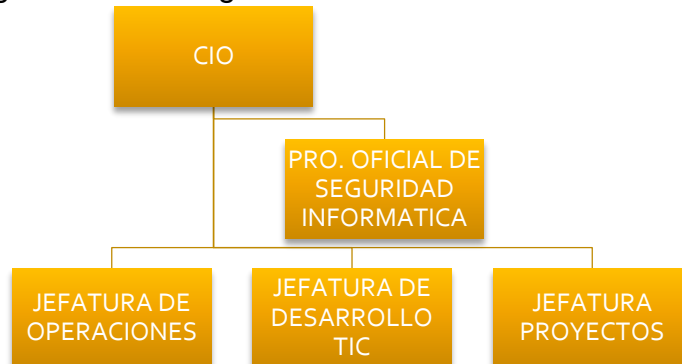 CIO
PRO. OFICIAL DE
SEGURIDAD
INFORMATICA
JEFATURA DE
OPERACIONES
JEFATURA DE
DESARROLLO
TIC
JEFATURA
PROYECTOS